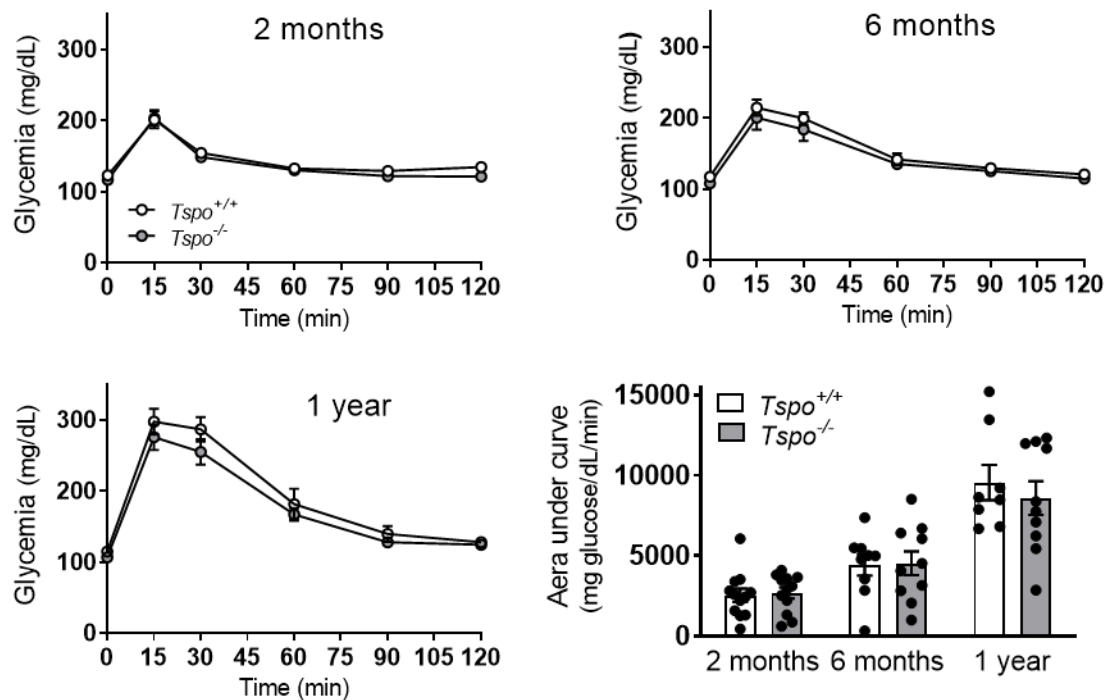 2 months
Glycemia (mg/dL)
300
200
100
0
Tspo+/+
Tspo-/-
0 15 30 45 60 75 90 105 120
Time (min)
6 months
Glycemia (mg/dL)
300
200
100
0
0 15 30 45 60 75 90 105 120
Time (min)
1 year
Glycemia (mg/dL)
300
200
100
0
0 15 30 45 60 75 90 105 120
Time (min)
Aera under curve
(mg glucose/dL/min)
15000
10000
5000
0
Tspo+/+
Tspo-/-
2 months 6 months 1 year